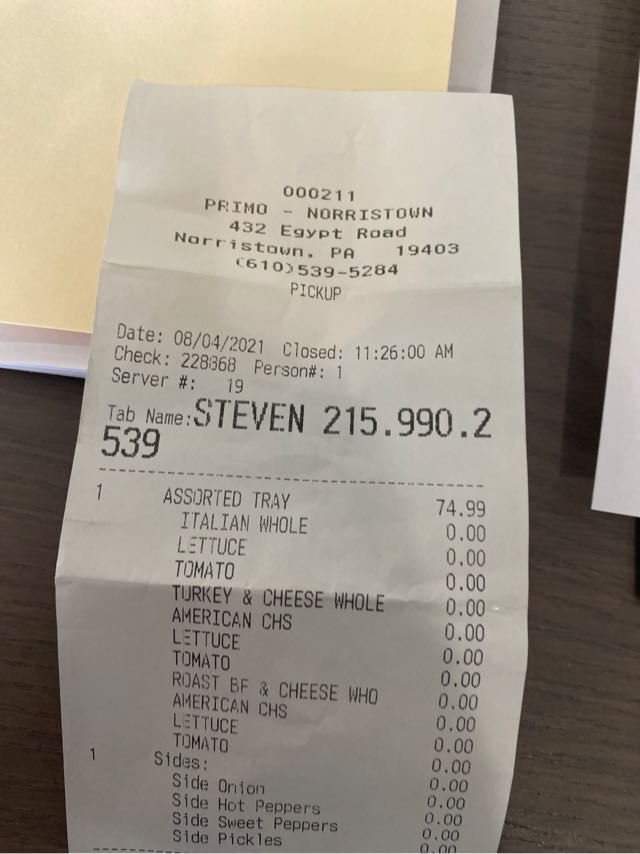 000211
PRIMO - NORRISTOWN
432 Egypt Road
Norristown, PA 19403
(610)539-5284
PICKUP
Date: 08/04/2021 Closed: 11:26:00 AM
Check: 228868 Person#: 1
Server #: 19
Tab Name:STEVEN 215.990.2
539
1 ASSORTED TRAY 74.99
ITALIAN WHOLE 0.00
LETTUCE 0.00
TOMATO 0.00
TURKEY & CHEESE WHOLE 0.00
AMERICAN CHS 0.00
LETTUCE 0.00
TOMATO 0.00
ROAST BF & CHEESE WHO 0.00
AMERICAN CHS 0.00
LETTUCE 0.00
TOMATO 0.00
1 Sides: 0.00
Side Onion 0.00
Side Hot Peppers 0.00
Side Sweet Peppers 0.00
Side Pickles 0.00